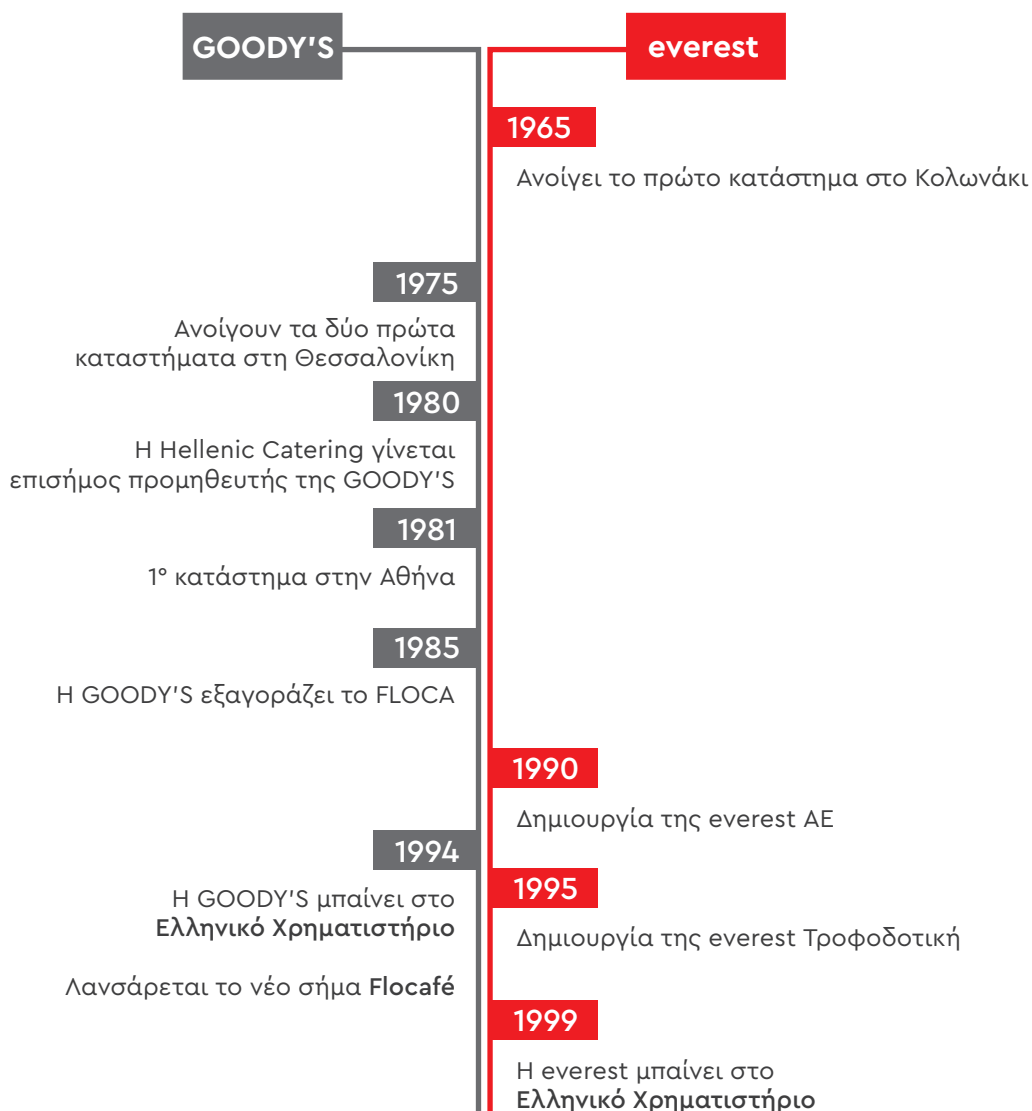 GOODY'S
everest
1965
Ανοίγει το πρώτο κατάστημα στο Κολωνάκι
1975
Ανοίγουν τα δύο πρώτα
καταστήματα στη Θεσσαλονίκη
1980
Η Hellenic Catering γίνεται
επισήμος προμηθευτής της GOODY'S
1981
1° κατάστημα στην Αθήνα
1985
Η GOODY'S εξαγοράζει το FLOCA
1990
Δημιουργία της everest ΑΕ
1994
Η GOODY'S μπαίνει στο
Ελληνικό Χρηματιστήριο
Λανσάρεται το νέο σήμα Flocafé
1995
Δημιουργία της everest Τροφοδοτική
1999
Η everest μπαίνει στο
Ελληνικό Χρηματιστήριο